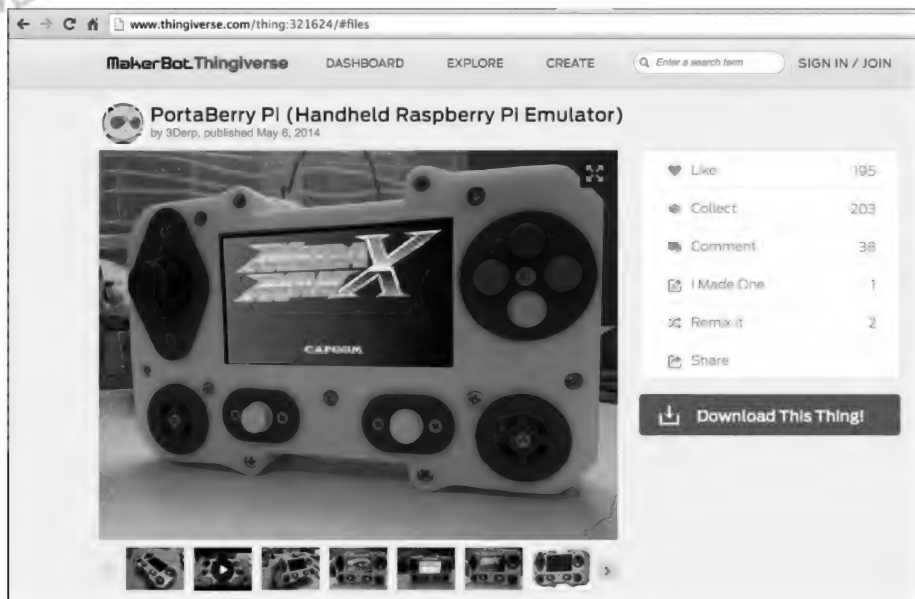 www.thingiverse.com/thing:321624/#files
MakerBot Thingiverse DASHBOARD EXPLORE CREATE Enter a search term SIGN IN / JOIN
PortaBerry Pi (Handheld Raspberry Pi Emulator)
by 3Derp, published May 6, 2014
Like 195
Collect 203
Comment 38
I Made One 1
Remix it 2
Share
Download This Thing!
X
CAPCOM